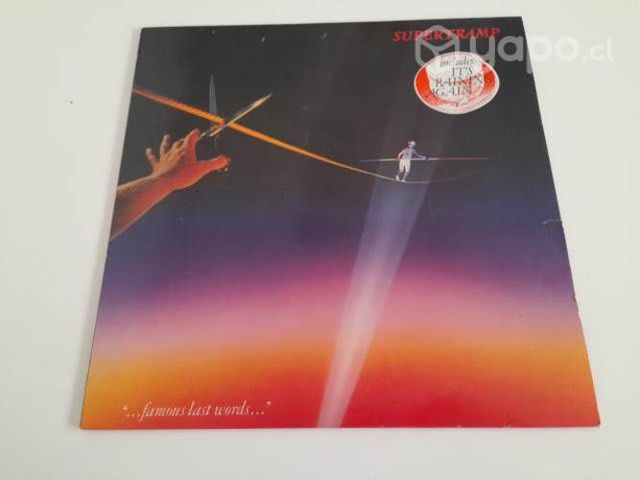 SUPERTRAMP
yapo.cl
includes
IT'S
RAINING
AGAIN
"...famous last words..."